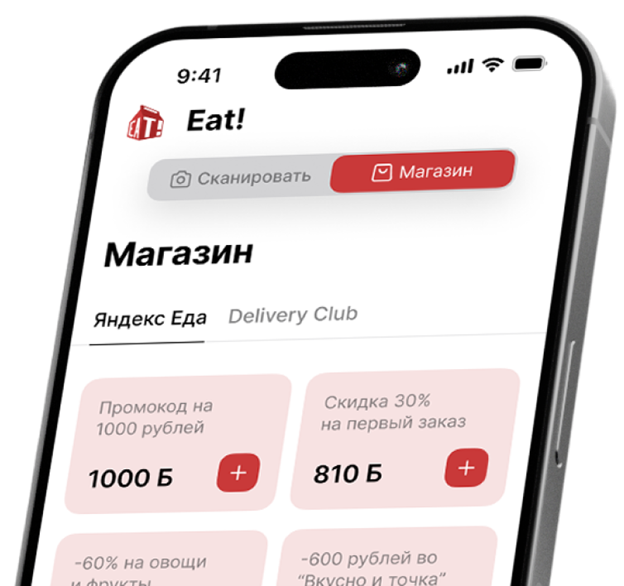 9:41
EAT!
Eat!
Сканировать
Магазин
Магазин
Яндекс Еда
Delivery Club
Промокод на
1000 рублей
1000 Б
Скидка 30%
на первый заказ
810 Б
-60% на овощи
и фрукты
-600 рублей во
“Вкусно и точка”